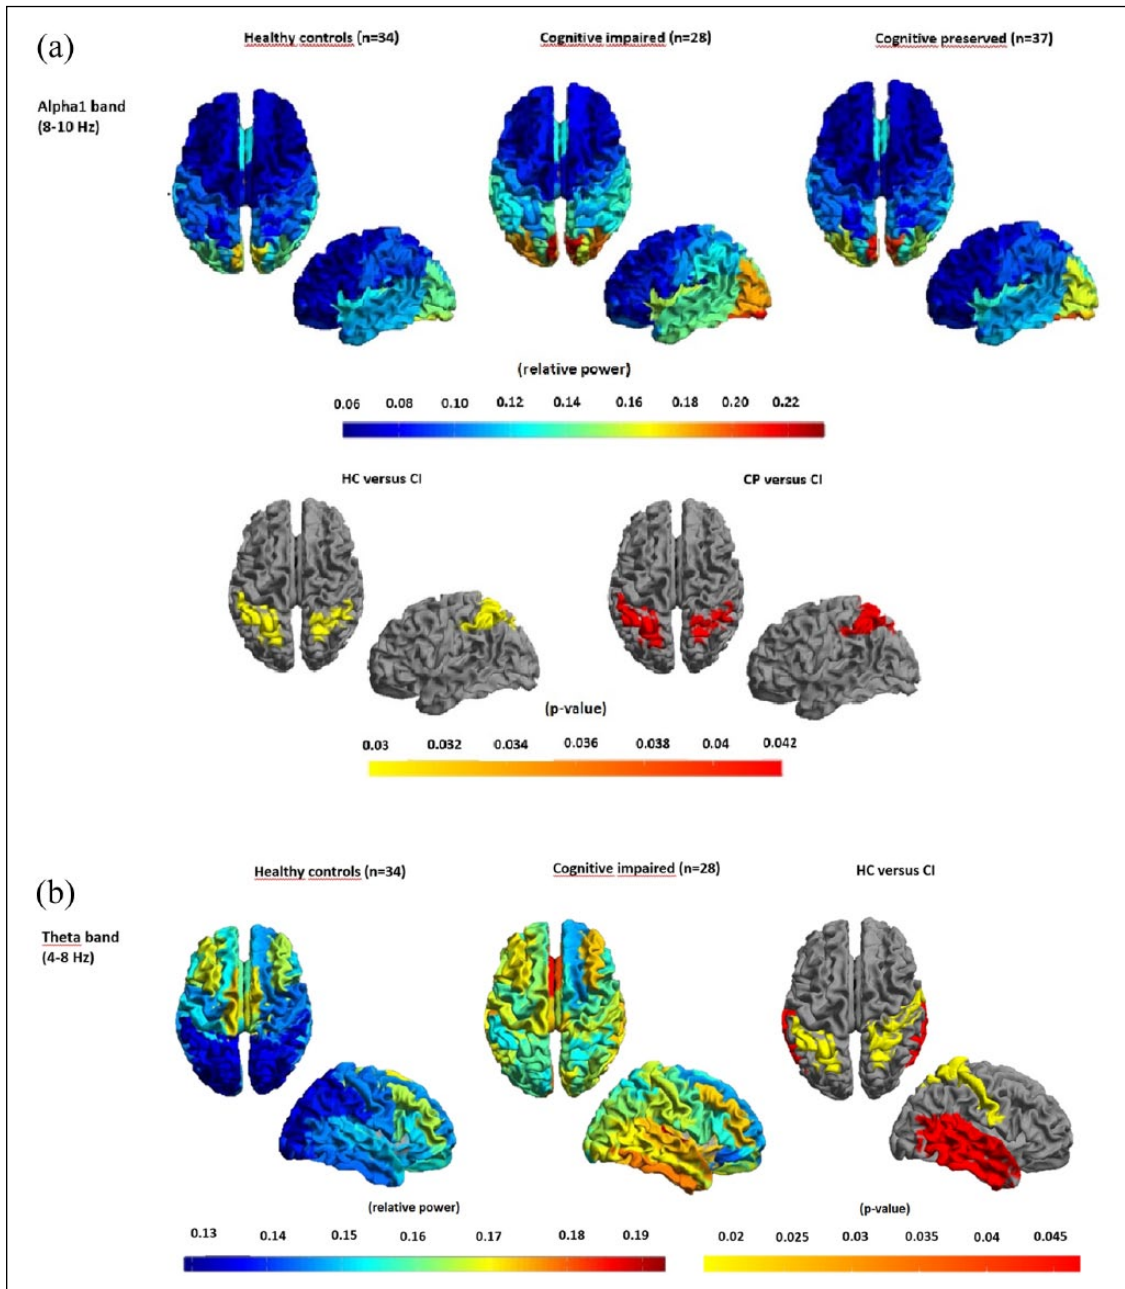 (a)
Healthy controls (n=34) Cognitive impaired (n=28) Cognitive preserved (n=37)
Alpha1 band
(8-10 Hz)
(relative power)
0.06 0.08 0.10 0.12 0.14 0.16 0.18 0.20 0.22
HC versus CI CP versus CI
(p-value)
0.03 0.032 0.034 0.036 0.038 0.04 0.042
(b)
Healthy controls (n=34) Cognitive impaired (n=28) HC versus CI
Theta band
(4-8 Hz)
(relative power) (p-value)
0.13 0.14 0.15 0.16 0.17 0.18 0.19 0.02 0.025 0.03 0.035 0.04 0.045